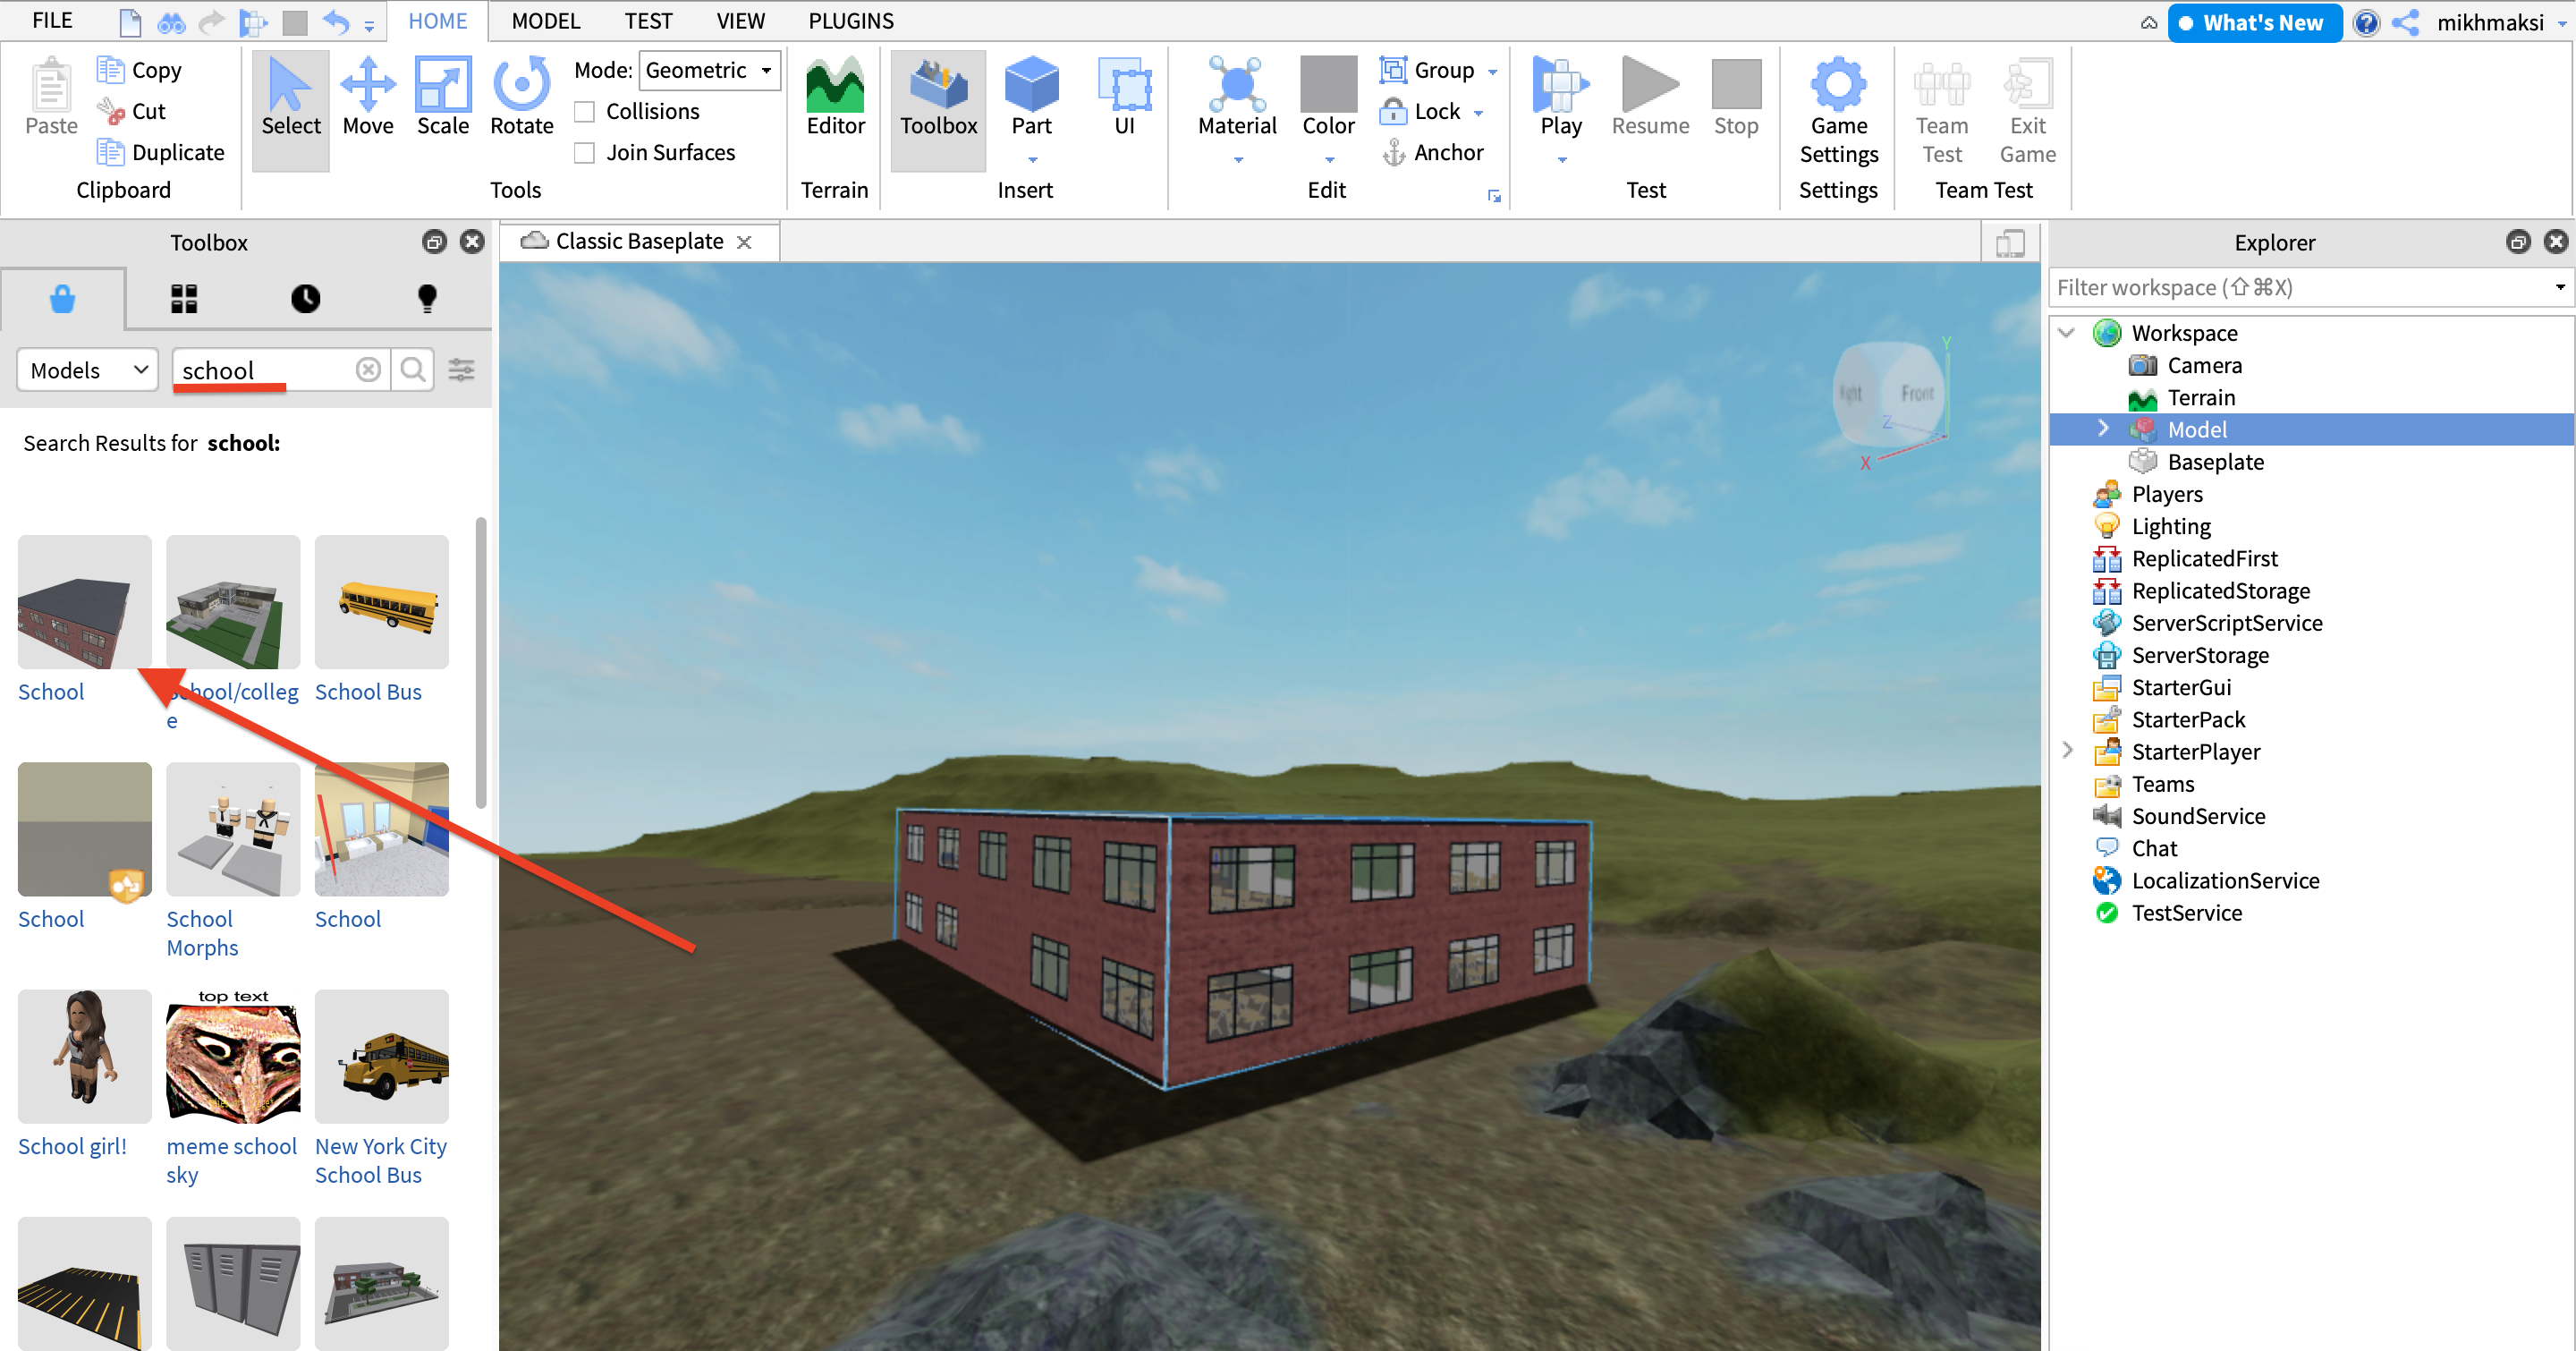 FILE
HOME
MODEL
TEST
VIEW
PLUGINS
What's New
mikhmaksi
Paste
Copy
Cut
Duplicate
Clipboard
Select
Move
Scale
Rotate
Mode: Geometric
Collisions
Join Surfaces
Tools
Editor
Terrain
Toolbox
Part
UI
Insert
Material
Color
Group
Lock
Anchor
Edit
Play
Resume
Stop
Test
Game
Settings
Settings
Team
Test
Exit
Game
Team Test
Toolbox
Models
school
Search Results for school:
School
School/colleg
e
School Bus
School
School
Morphs
School
top text
School girl!
meme school
sky
New York City
School Bus
Classic Baseplate
Front
Y
Z
X
Explorer
Filter workspace (⇧⌘X)
Workspace
Camera
Terrain
Model
Baseplate
Players
Lighting
ReplicatedFirst
ReplicatedStorage
ServerScriptService
ServerStorage
StarterGui
StarterPack
StarterPlayer
Teams
SoundService
Chat
LocalizationService
TestService